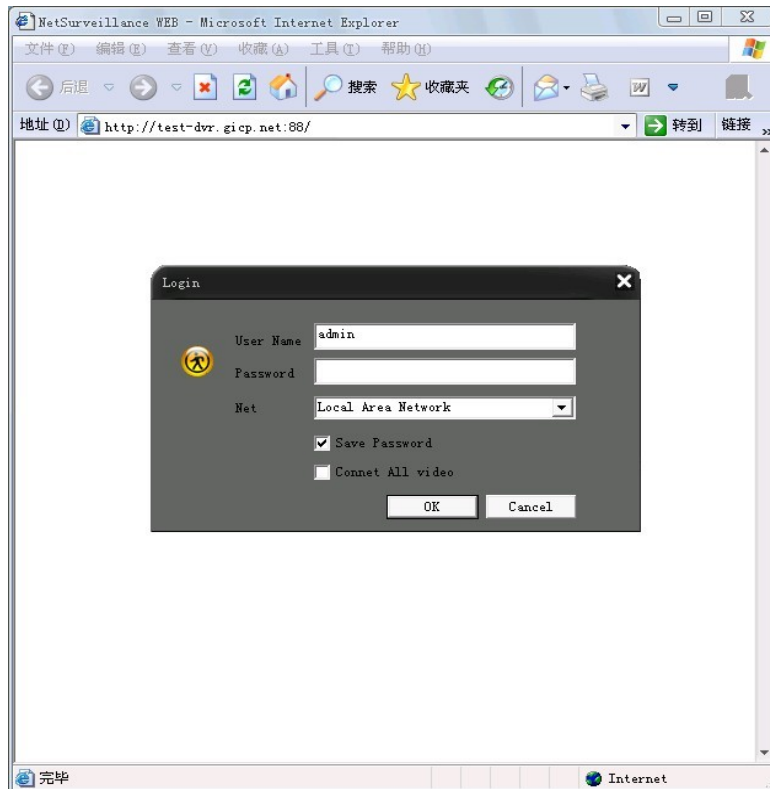 NetSurveillance WEB - Microsoft Internet Explorer
文件(F) 编辑(E) 查看(V) 收藏(A) 工具(T) 帮助(H)
后退 搜索 收藏夹 W
地址(D) http://test-dvr.gicp.net:88/ 转到 链接 »
Login
User Name admin
Password
Net Local Area Network
Save Password
Connet All video
OK Cancel
完毕 Internet